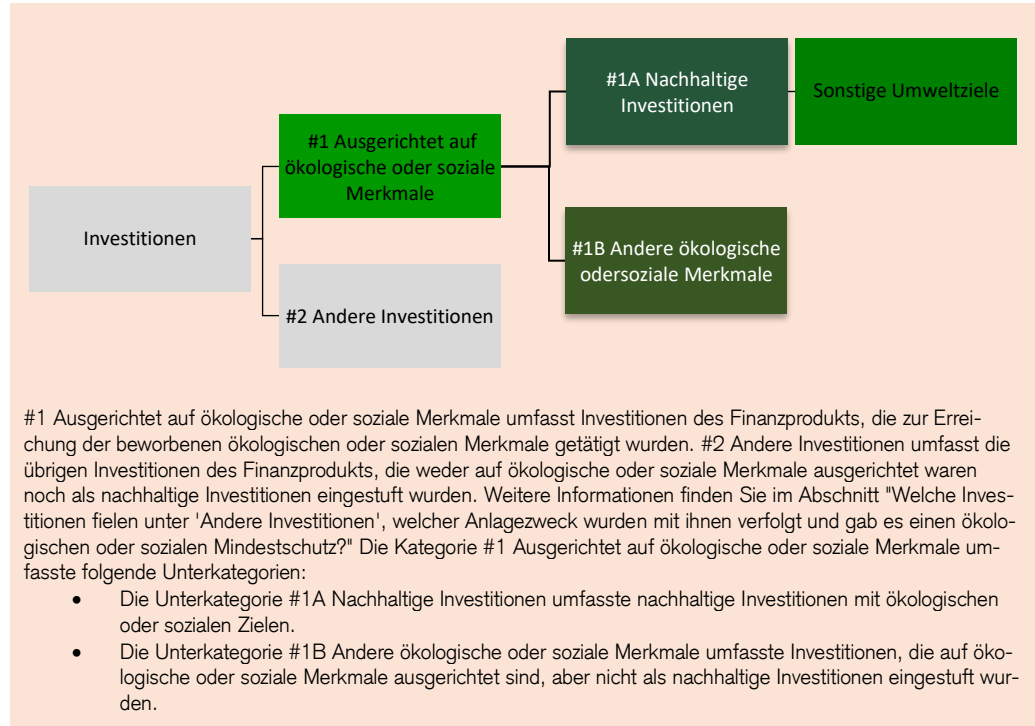 #1A Nachhaltige
Investitionen
Sonstige Umweltziele
#1 Ausgerichtet auf
ökologische oder soziale
Merkmale
Investitionen
#1B Andere ökologische
odersoziale Merkmale
#2 Andere Investitionen
#1 Ausgerichtet auf ökologische oder soziale Merkmale umfasst Investitionen des Finanzprodukts, die zur Errei-
chung der beworbenen ökologischen oder sozialen Merkmale getätigt wurden. #2 Andere Investitionen umfasst die
übrigen Investitionen des Finanzprodukts, die weder auf ökologische oder soziale Merkmale ausgerichtet waren
noch als nachhaltige Investitionen eingestuft wurden. Weitere Informationen finden Sie im Abschnitt "Welche Inves-
titionen fielen unter 'Andere Investitionen', welcher Anlagezweck wurden mit ihnen verfolgt und gab es einen ökolo-
gischen oder sozialen Mindestschutz?" Die Kategorie #1 Ausgerichtet auf ökologische oder soziale Merkmale um-
fasste folgende Unterkategorien:
• Die Unterkategorie #1A Nachhaltige Investitionen umfasste nachhaltige Investitionen mit ökologischen
oder sozialen Zielen.
• Die Unterkategorie #1B Andere ökologische oder soziale Merkmale umfasste Investitionen, die auf öko-
logische oder soziale Merkmale ausgerichtet sind, aber nicht als nachhaltige Investitionen eingestuft wur-
den.